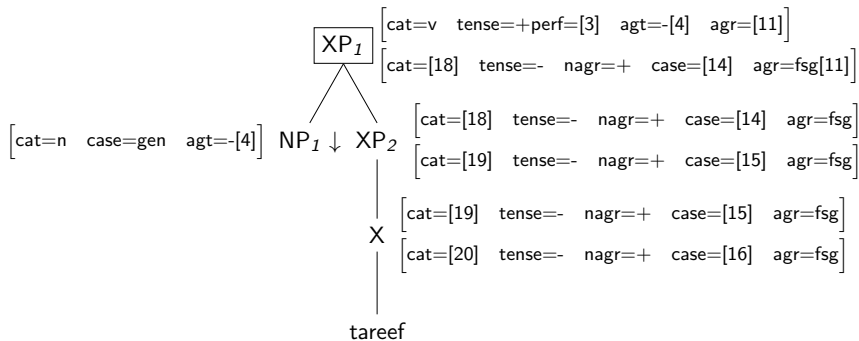 [cat=v tense=+perf=[3] agt=-[4] agr=[11]]
XP1
[cat=[18] tense=- nagr=+ case=[14] agr=fsg[11]]
[cat=[18] tense=- nagr=+ case=[14] agr=fsg]
[cat=n case=gen agt=-[4]] NP1 ↓ XP2
[cat=[19] tense=- nagr=+ case=[15] agr=fsg]
[cat=[19] tense=- nagr=+ case=[15] agr=fsg]
X
[cat=[20] tense=- nagr=+ case=[16] agr=fsg]
tareef